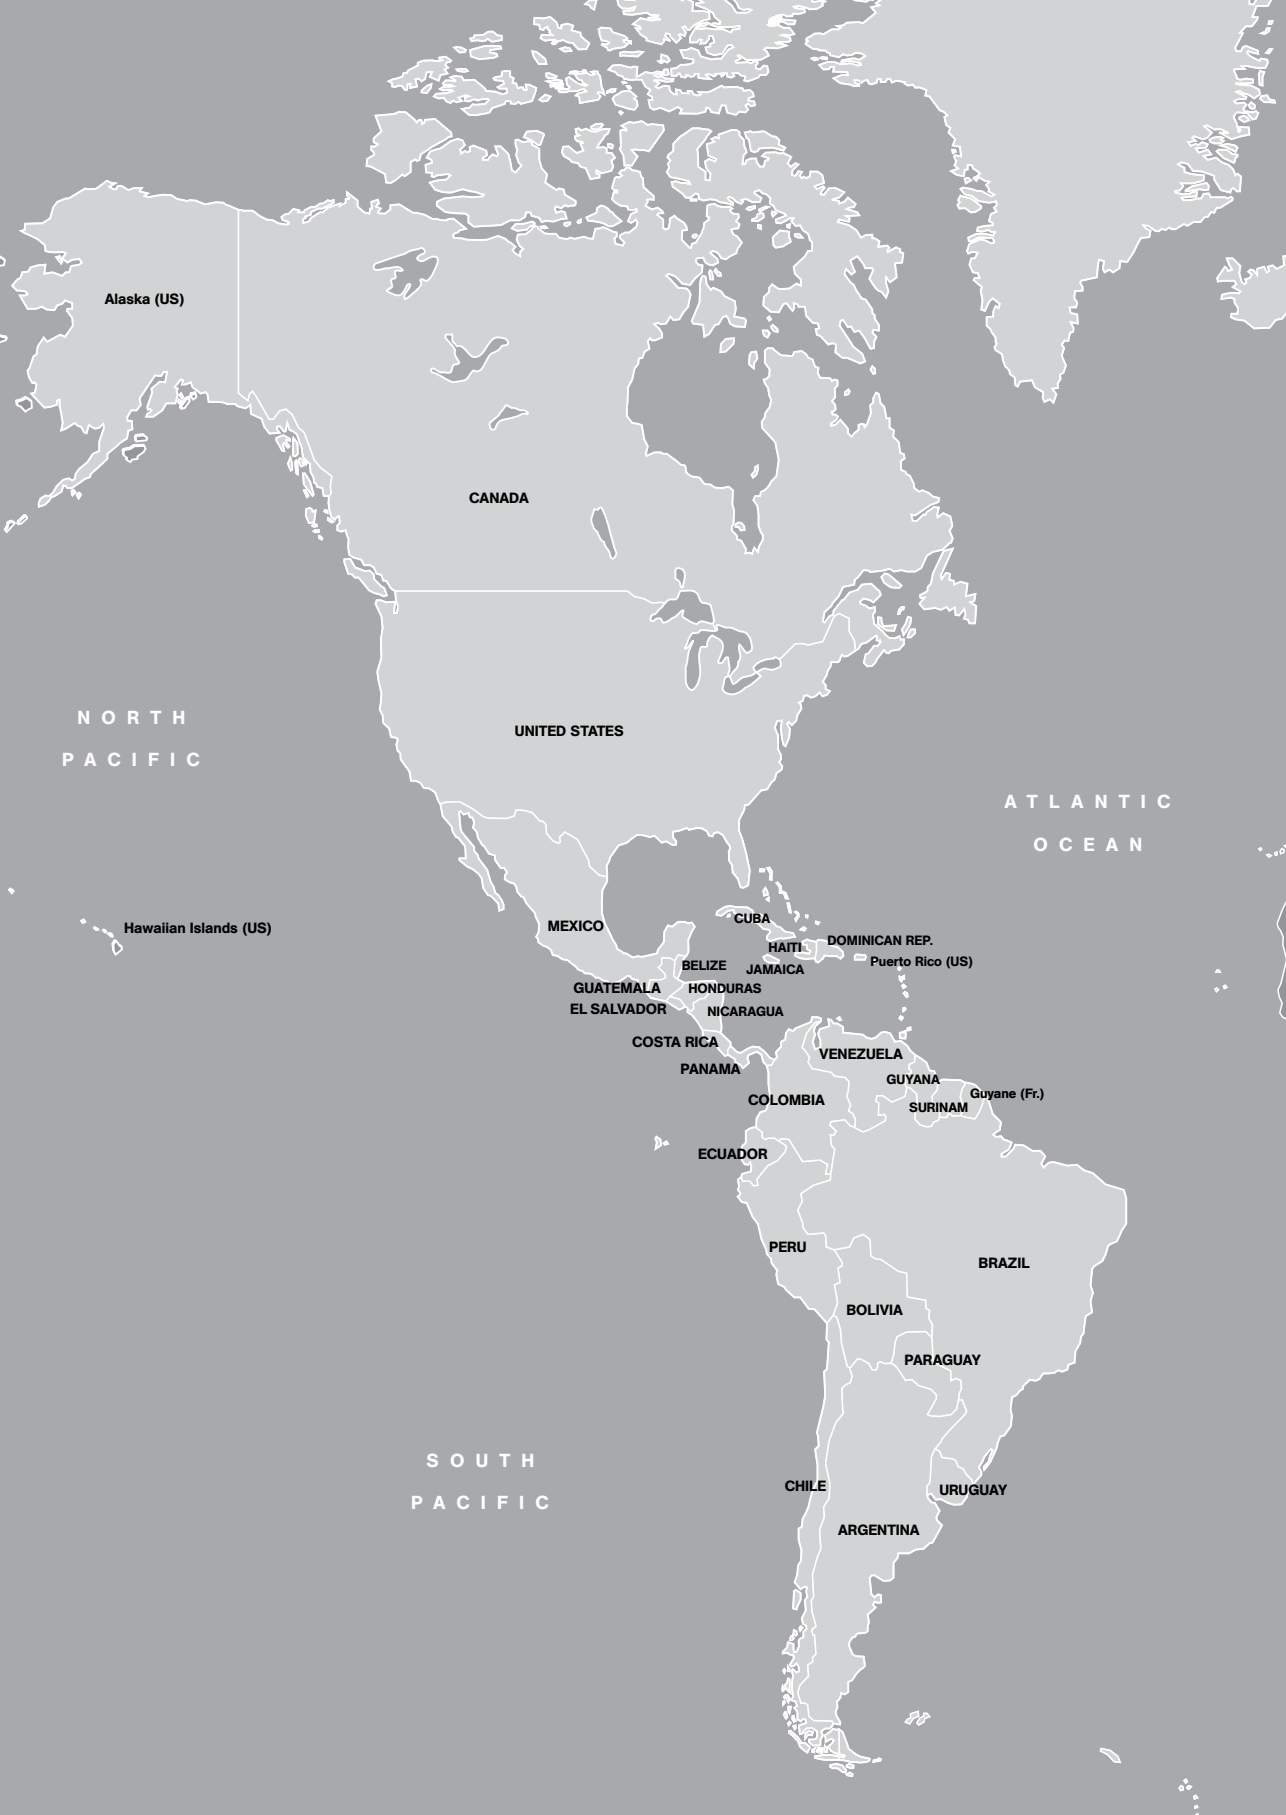 Alaska (US)
CANADA
NORTH
PACIFIC
UNITED STATES
ATLANTIC
OCEAN
Hawaiian Islands (US)
MEXICO
CUBA
HAITI
DOMINICAN REP.
Puerto Rico (US)
BELIZE
JAMAICA
GUATEMALA
HONDURAS
EL SALVADOR
NICARAGUA
COSTA RICA
PANAMA
VENEZUELA
GUYANA
Guyane (Fr.)
COLOMBIA
SURINAM
ECUADOR
PERU
BRAZIL
BOLIVIA
PARAGUAY
SOUTH
PACIFIC
CHILE
URUGUAY
ARGENTINA